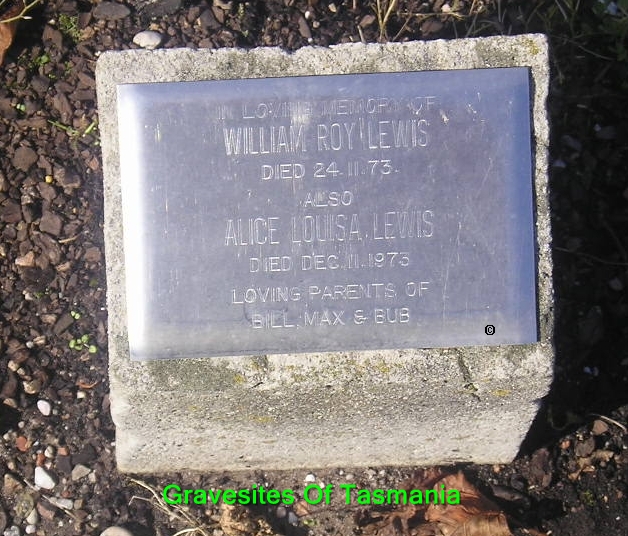 IN LOVING MEMORY OF
WILLIAM ROY LEWIS
DIED 24.11.73.
ALSO
ALICE LOUISA LEWIS
DIED DEC. 11. 1973
LOVING PARENTS OF
BILL, MAX & BUB
©
Gravesites Of Tasmania